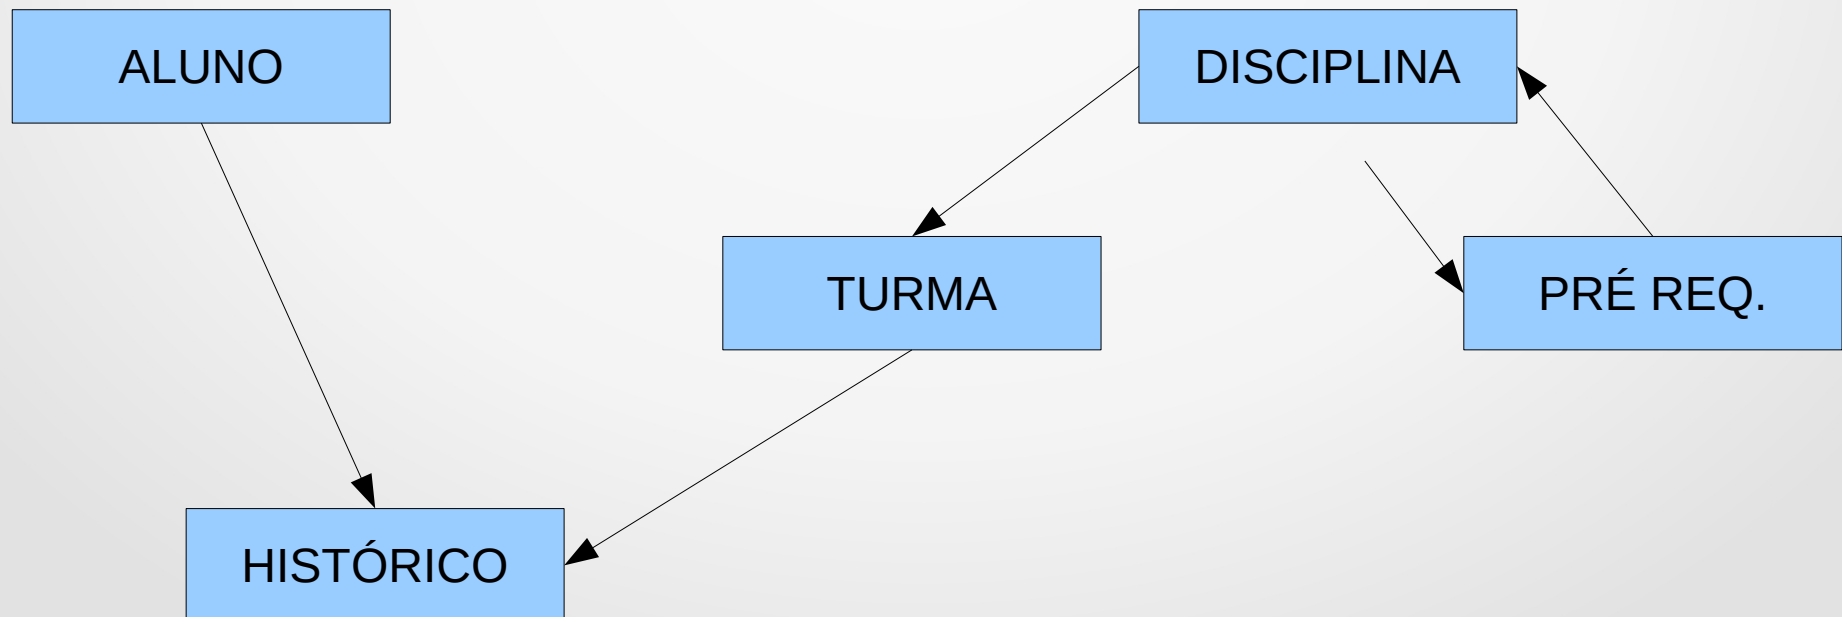 ALUNO
DISCIPLINA
TURMA
PRÉ REQ.
HISTÓRICO